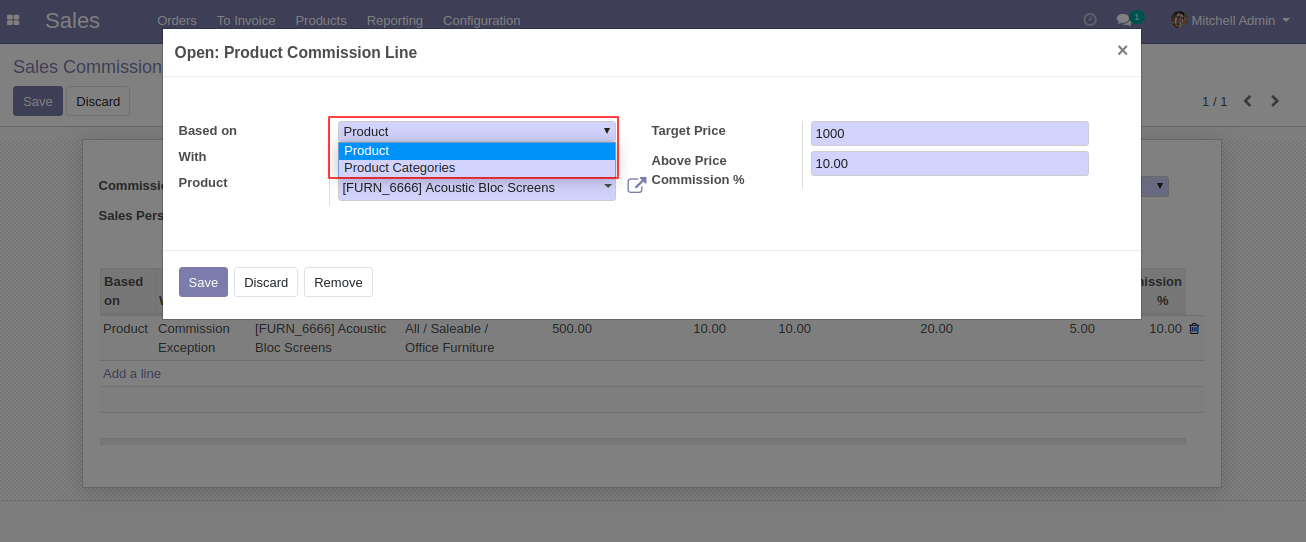 Sales
Orders To Invoice Products Reporting Configuration
1 Mitchell Admin
Sales Commission
Save Discard
1 / 1
Open: Product Commission Line
×
Based on
Product
Product
Product Categories
With
Product
[FURN_6666] Acoustic Bloc Screens
Target Price
1000
Above Price
Commission %
10.00
Save Discard Remove
Sales Pers
Based
on
%
Product Commission
Exception
[FURN_6666] Acoustic
Bloc Screens
All / Saleable /
Office Furniture
500.00 10.00 10.00 20.00 5.00 10.00
Add a line